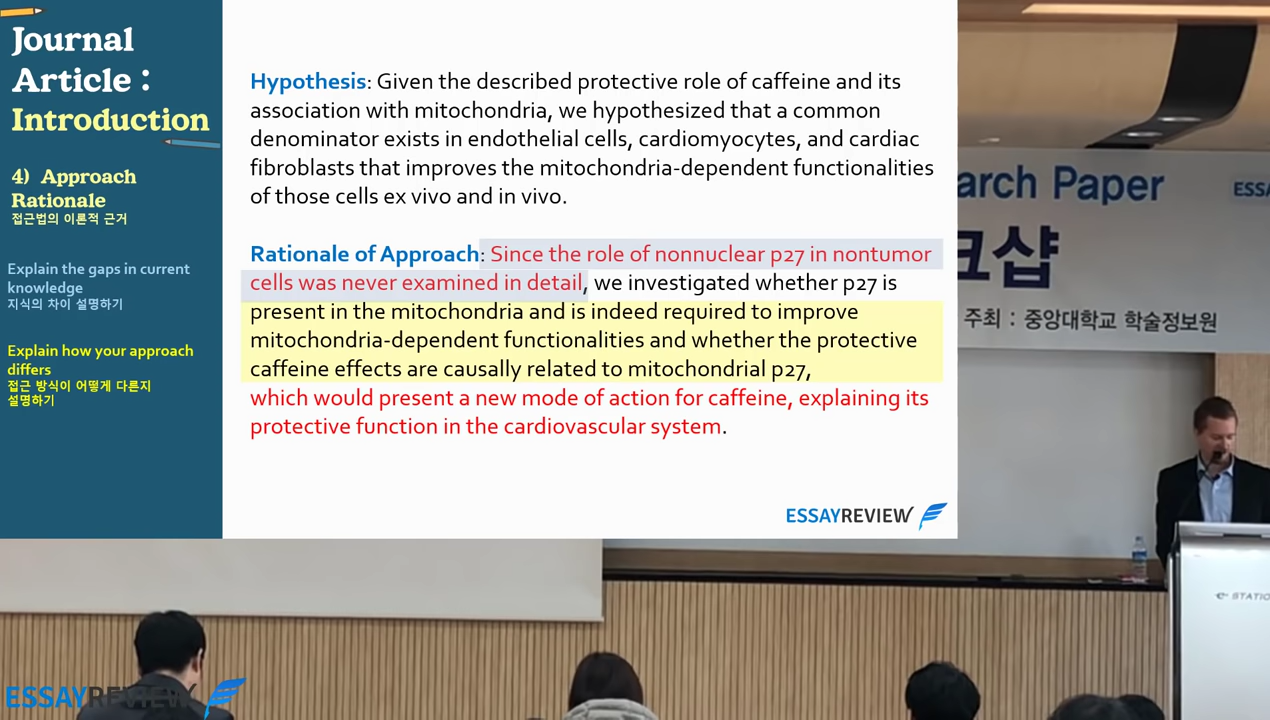 Journal
Article :
Introduction
4) Approach
Rationale
접근법의 이론적 근거
Explain the gaps in current
knowledge
지식의 차이 설명하기
Explain how your approach
differs
접근 방식이 어떻게 다른지
설명하기
Hypothesis: Given the described protective role of caffeine and its
association with mitochondria, we hypothesized that a common
denominator exists in endothelial cells, cardiomyocytes, and cardiac
fibroblasts that improves the mitochondria-dependent functionalities
of those cells ex vivo and in vivo.
Rationale of Approach: Since the role of nonnuclear p27 in nontumor
cells was never examined in detail, we investigated whether p27 is
present in the mitochondria and is indeed required to improve
mitochondria-dependent functionalities and whether the protective
caffeine effects are causally related to mitochondrial p27,
which would present a new mode of action for caffeine, explaining its
protective function in the cardiovascular system.
ESSAYREVIEW
arch Paper
ESSA
크샵
주최 : 중앙대학교 학술정보원
e-STATIO
ESSAYREVIEW